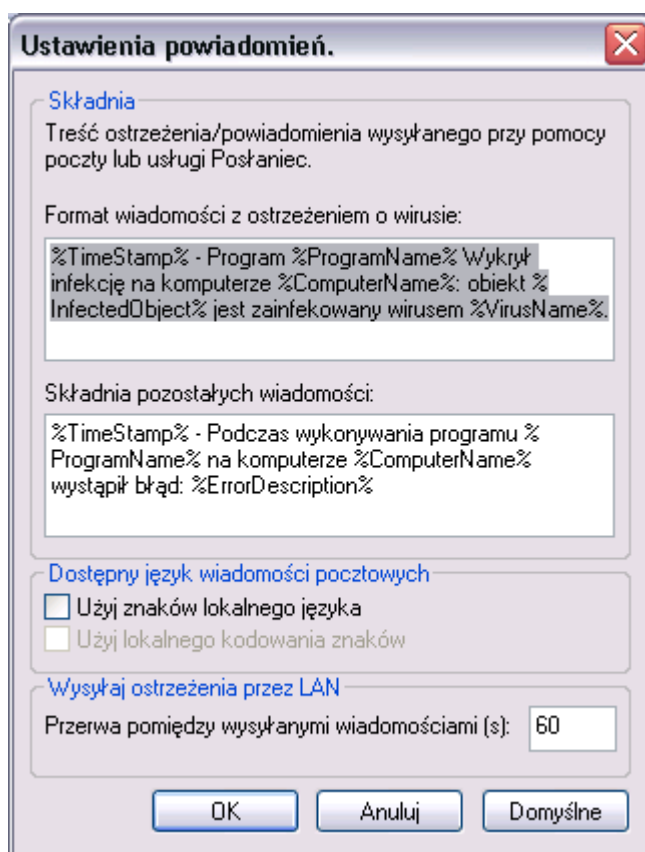 Ustawienia powiadomień.
Składnia
Treść ostrzeżenia/powiadomienia wysyłanego przy pomocy
poczty lub usługi Posłaniec.
Format wiadomości z ostrzeżeniem o wirusie:
%TimeStamp% - Program %ProgramName% Wykrył
infekcję na komputerze %ComputerName%: obiekt %
InfectedObject% jest zainfekowany wirusem %VirusName%.
Składnia pozostałych wiadomości:
%TimeStamp% - Podczas wykonywania programu %
ProgramName% na komputerze %ComputerName%
wystąpił błąd: %ErrorDescription%
Dostępny język wiadomości pocztowych
Użyj znaków lokalnego języka
Użyj lokalnego kodowania znaków
Wysyłaj ostrzeżenia przez LAN
Przerwa pomiędzy wysyłanymi wiadomościami (s): 60
OK Anuluj Domyślne